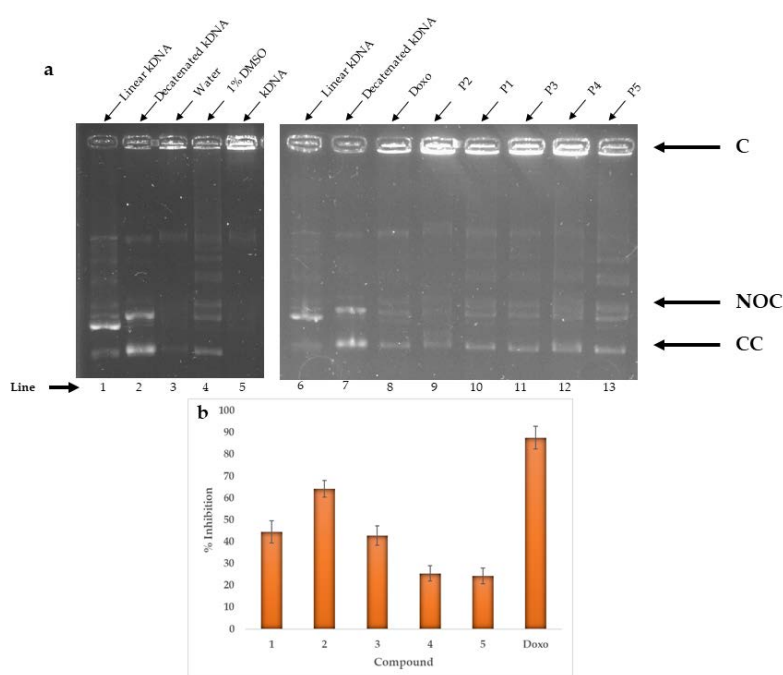 a
Linear kDNA
Decatenated kDNA
Water
1% DMSO
kDNA
Linear kDNA
Decatenated kDNA
Doxo
P2
P1
P3
P4
P5
C
NOC
CC
Line
1 2 3 4 5 6 7 8 9 10 11 12 13
b
100
90
80
70
60
50
40
30
20
10
0
% Inhibition
1 2 3 4 5 Doxo
Compound